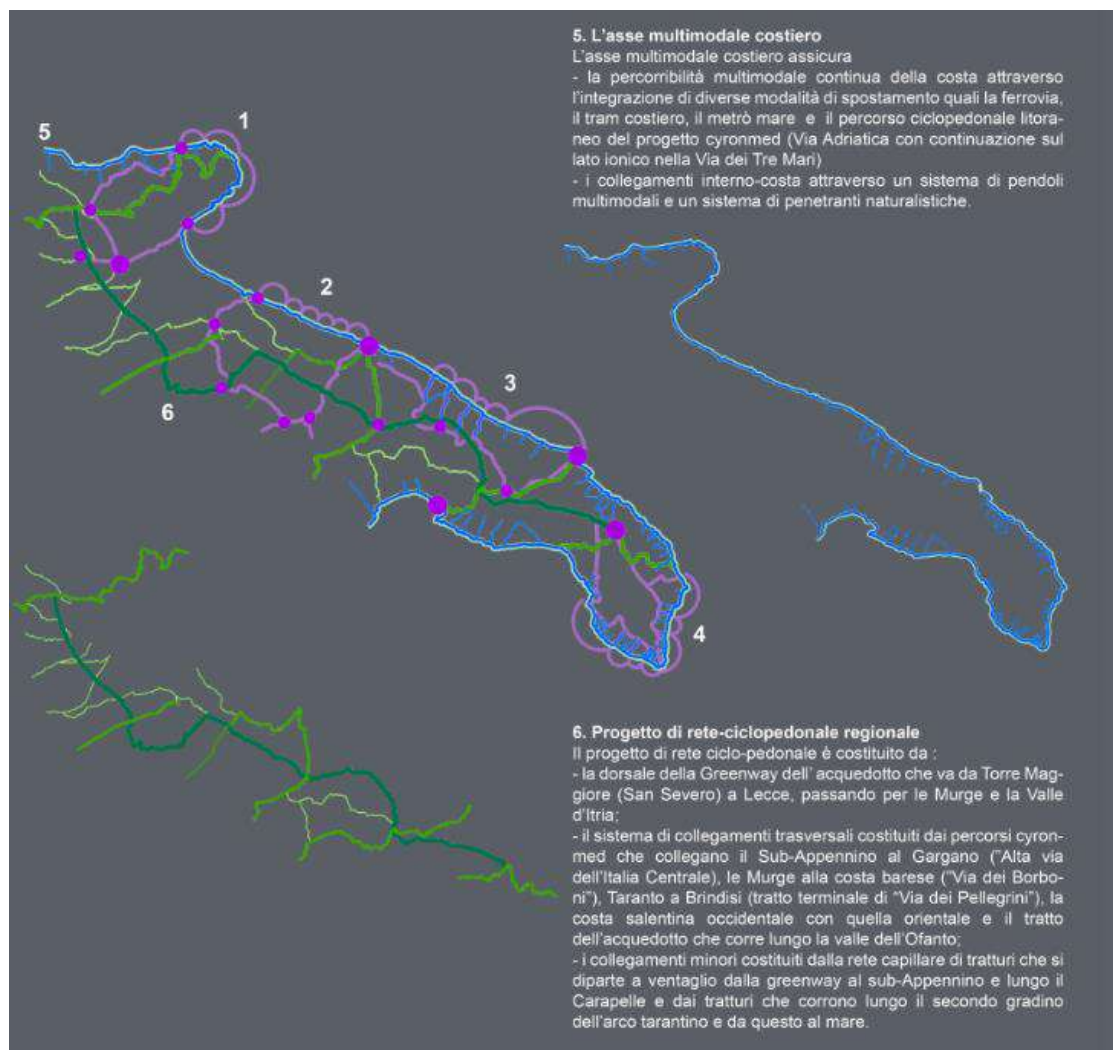 5. L'asse multimodale costiero
L'asse multimodale costiero assicura
- la percorribilità multimodale continua della costa attraverso
l'integrazione di diverse modalità di spostamento quali la ferrovia,
il tram costiero, il metrò mare e il percorso ciclopedonale litora-
neo del progetto cyronmed (Via Adriatica con continuazione sul
lato ionico nella Via dei Tre Mari)
- i collegamenti interno-costa attraverso un sistema di pendoli
multimodali e un sistema di penetranti naturalistiche.
5
1
2
3
6
4
6. Progetto di rete-ciclopedonale regionale
Il progetto di rete ciclo-pedonale è costituito da :
- la dorsale della Greenway dell' acquedotto che va da Torre Mag-
giore (San Severo) a Lecce, passando per le Murge e la Valle
d'Itria;
- il sistema di collegamenti trasversali costituiti dai percorsi cyron-
med che collegano il Sub-Appennino al Gargano ("Alta via
dell'Italia Centrale), le Murge alla costa barese ("Via dei Borbo-
ni"), Taranto a Brindisi (tratto terminale di "Via dei Pellegrini"), la
costa salentina occidentale con quella orientale e il tratto
dell'acquedotto che corre lungo la valle dell'Ofanto;
- i collegamenti minori costituiti dalla rete capillare di tratturi che si
diparte a ventaglio dalla greenway al sub-Appennino e lungo il
Carapelle e dai tratturi che corrono lungo il secondo gradino
dell'arco tarantino e da questo al mare.